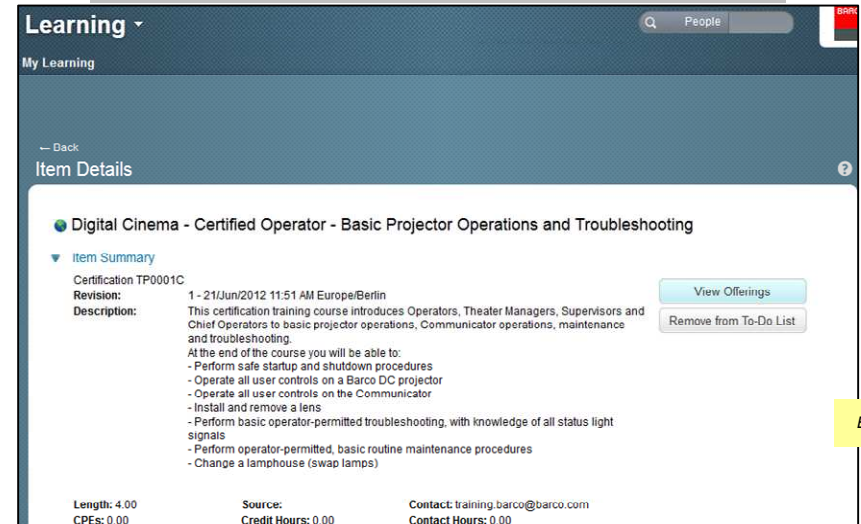 Learning
People
BARC
My Learning
← Back
Item Details
?
Digital Cinema - Certified Operator - Basic Projector Operations and Troubleshooting
Item Summary
Certification TP0001C
Revision: 1 - 21/Jun/2012 11:51 AM Europe/Berlin
View Offerings
Description: This certification training course introduces Operators, Theater Managers, Supervisors and
Chief Operators to basic projector operations, Communicator operations, maintenance
Remove from To-Do List
and troubleshooting.
At the end of the course you will be able to:
- Perform safe startup and shutdown procedures
- Operate all user controls on a Barco DC projector
- Operate all user controls on the Communicator
- Install and remove a lens
- Perform basic operator-permitted troubleshooting, with knowledge of all status light
signals
- Perform operator-permitted, basic routine maintenance procedures
- Change a lamphouse (swap lamps)
Length: 4.00 Source: Contact: training.barco@barco.com
CPEs: 0.00 Credit Hours: 0.00 Contact Hours: 0.00